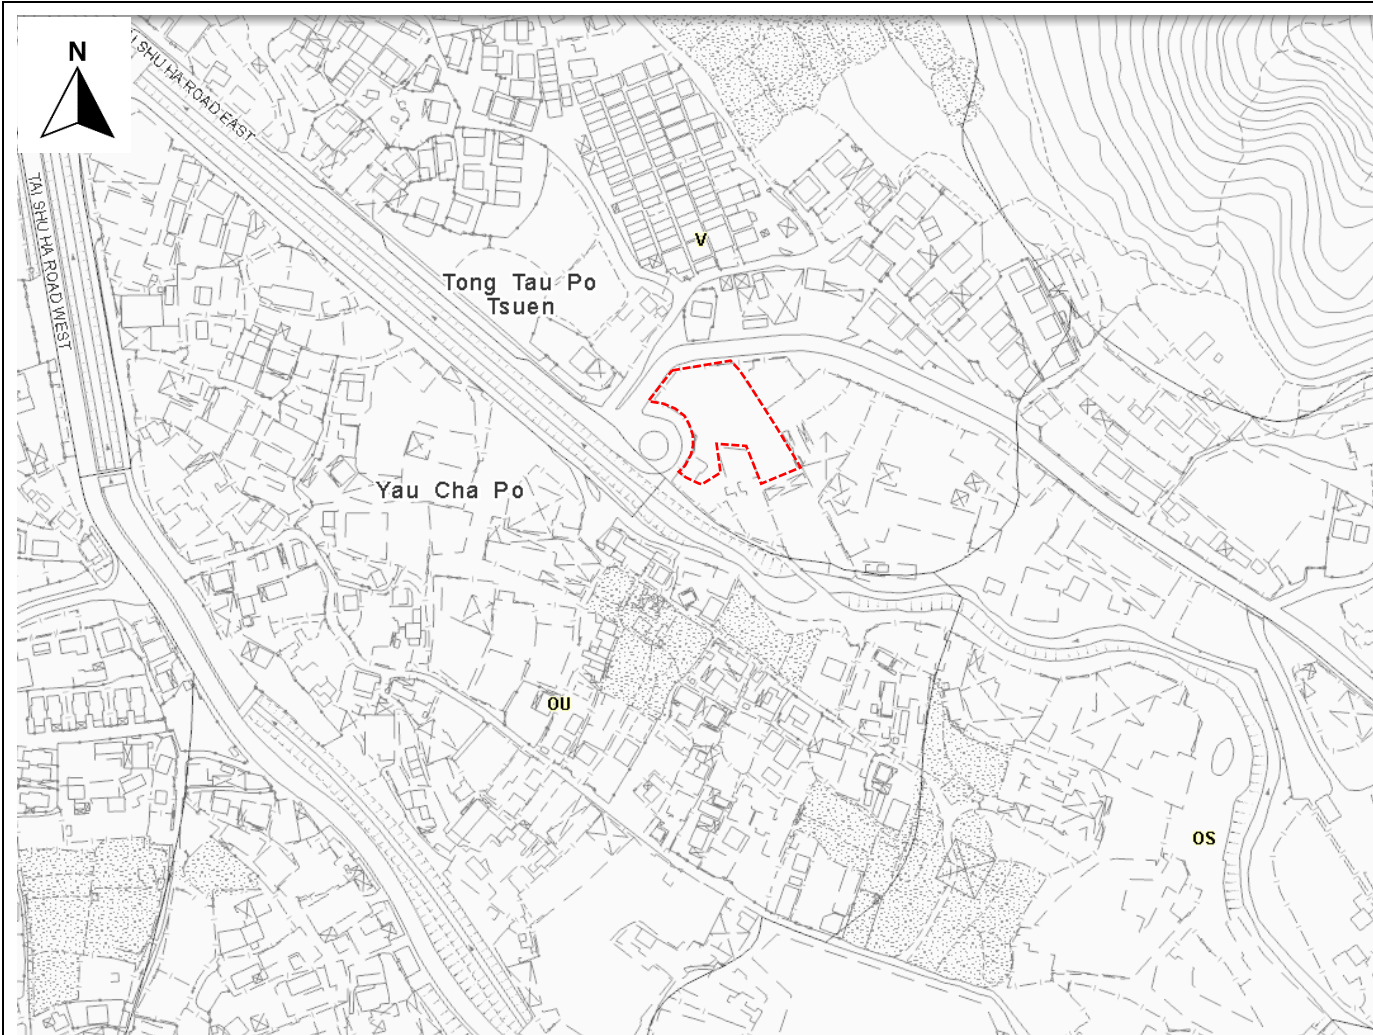 N
TAI SHU HA ROAD EAST
TAI SHU HA ROAD WEST
V
Tong Tau Po
Tsuen
Yau Cha Po
OU
OS